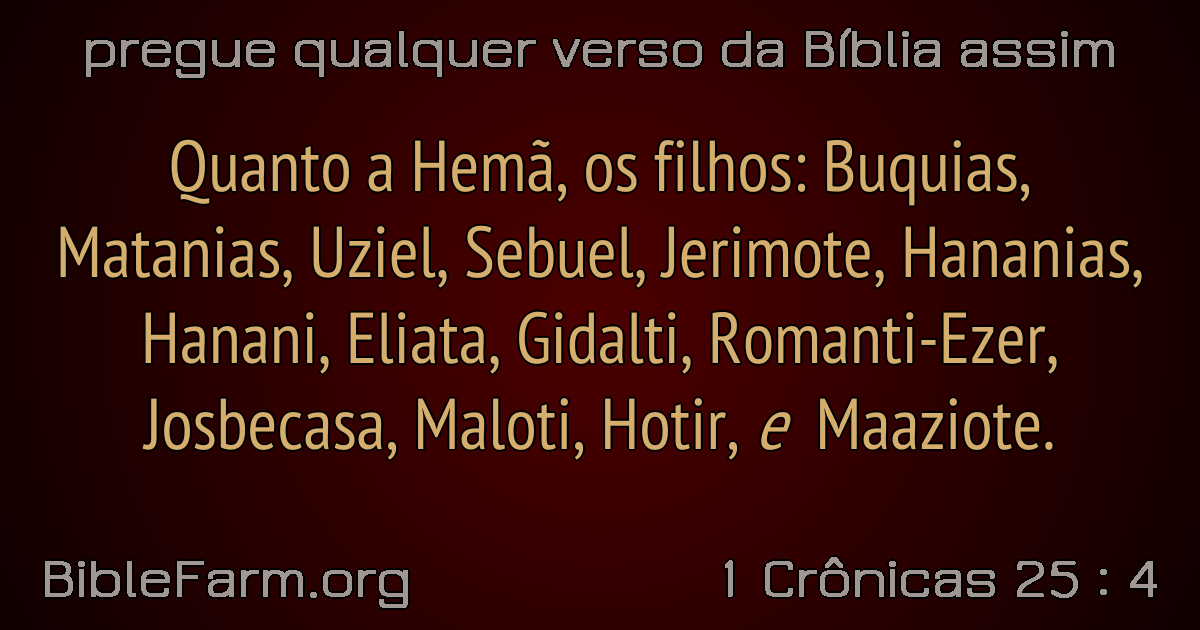 pregue qualquer verso da Bíblia assim
Quanto a Hemã, os filhos: Buquias,
Matanias, Uziel, Sebuel, Jerimote, Hananias,
Hanani, Eliata, Gidalti, Romanti-Ezer,
Josbecasa, Maloti, Hotir, e Maaziote.
BibleFarm.org
1 Crônicas 25 : 4